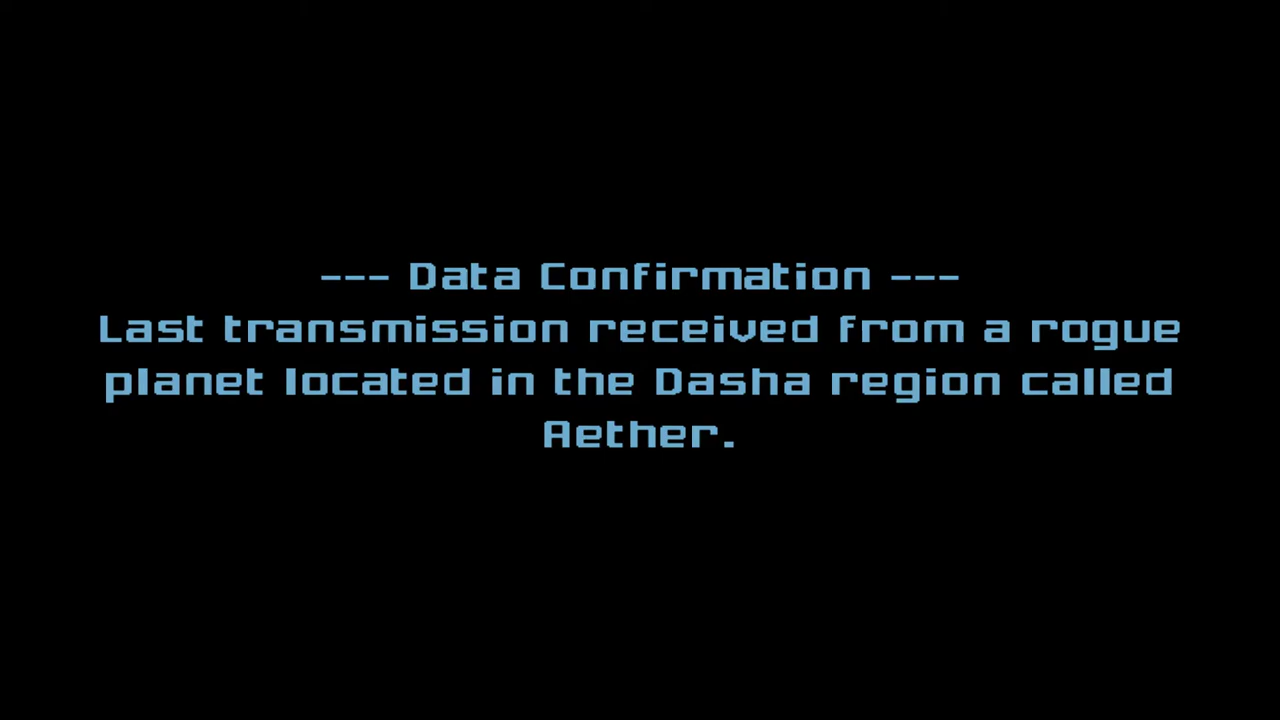 --- Data Confirmation ---
Last transmission received from a rogue
planet located in the Dasha region called
Aether.